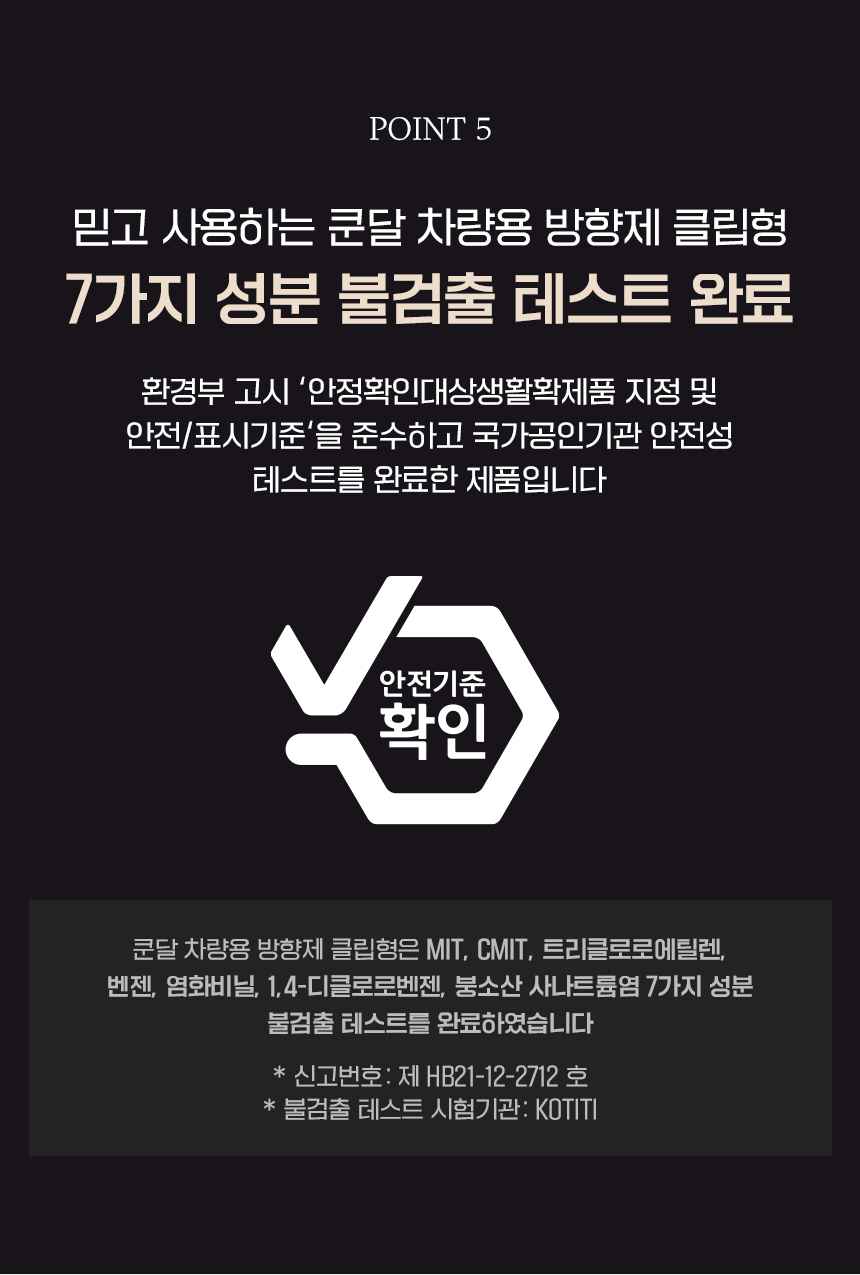 POINT 5
믿고 사용하는 쿤달 차량용 방향제 클립형
7가지 성분 불검출 테스트 완료
환경부 고시 ‘안정확인대상생활확제품 지정 및
안전/표시기준‘을 준수하고 국가공인기관 안전성
테스트를 완료한 제품입니다
안전기준
확인
쿤달 차량용 방향제 클립형은 MIT, CMIT, 트리클로로에틸렌,
벤젠, 염화비닐, 1,4-디클로로벤젠, 붕소산 사나트륨염 7가지 성분
불검출 테스트를 완료하였습니다
* 신고번호: 제 HB21-12-2712 호
* 불검출 테스트 시험기관: KOTITI